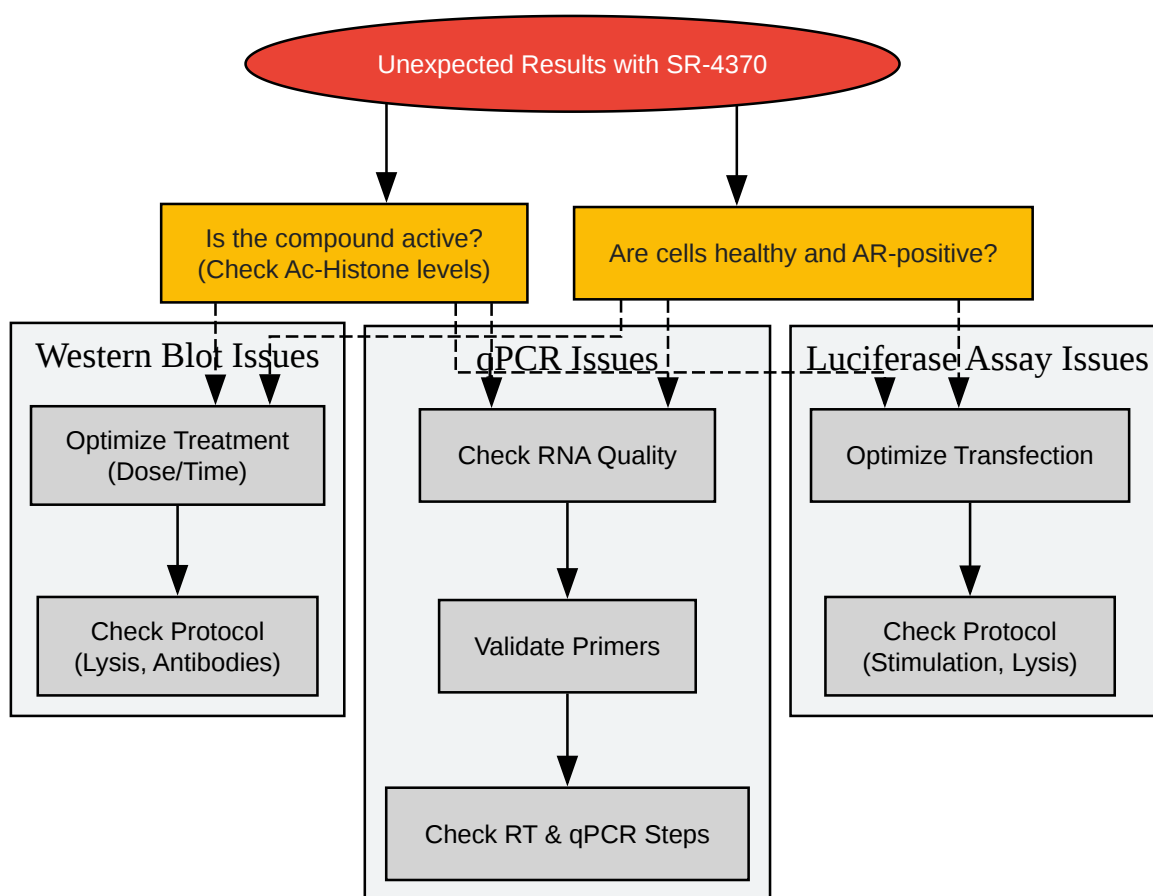 Unexpected Results with SR-4370
Is the compound active?
(Check Ac-Histone levels)
Are cells healthy and AR-positive?
Western Blot Issues
Optimize Treatment
(Dose/Time)
Check Protocol
(Lysis, Antibodies)
qPCR Issues
Check RNA Quality
Validate Primers
Check RT & qPCR Steps
Luciferase Assay Issues
Optimize Transfection
Check Protocol
(Stimulation, Lysis)